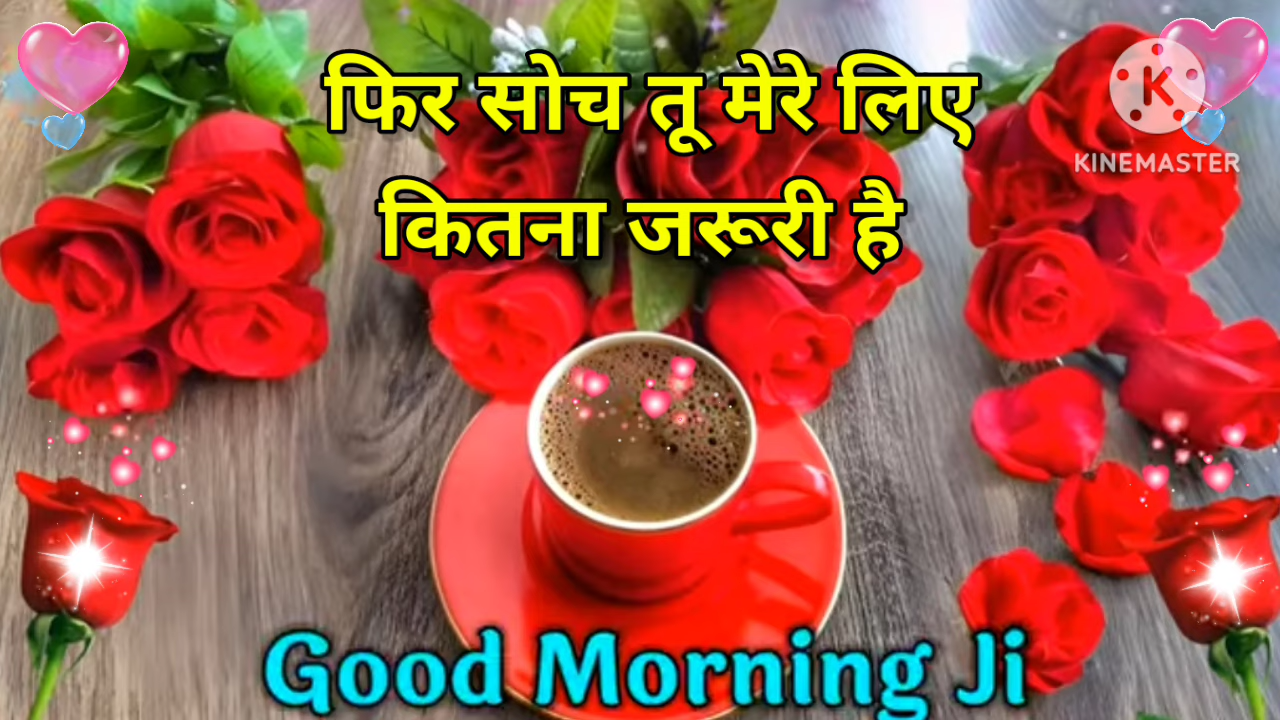 फिर सोच तू मेरे लिए
K
KINEMASTER
कितना जरूरी है
Good Morning Ji